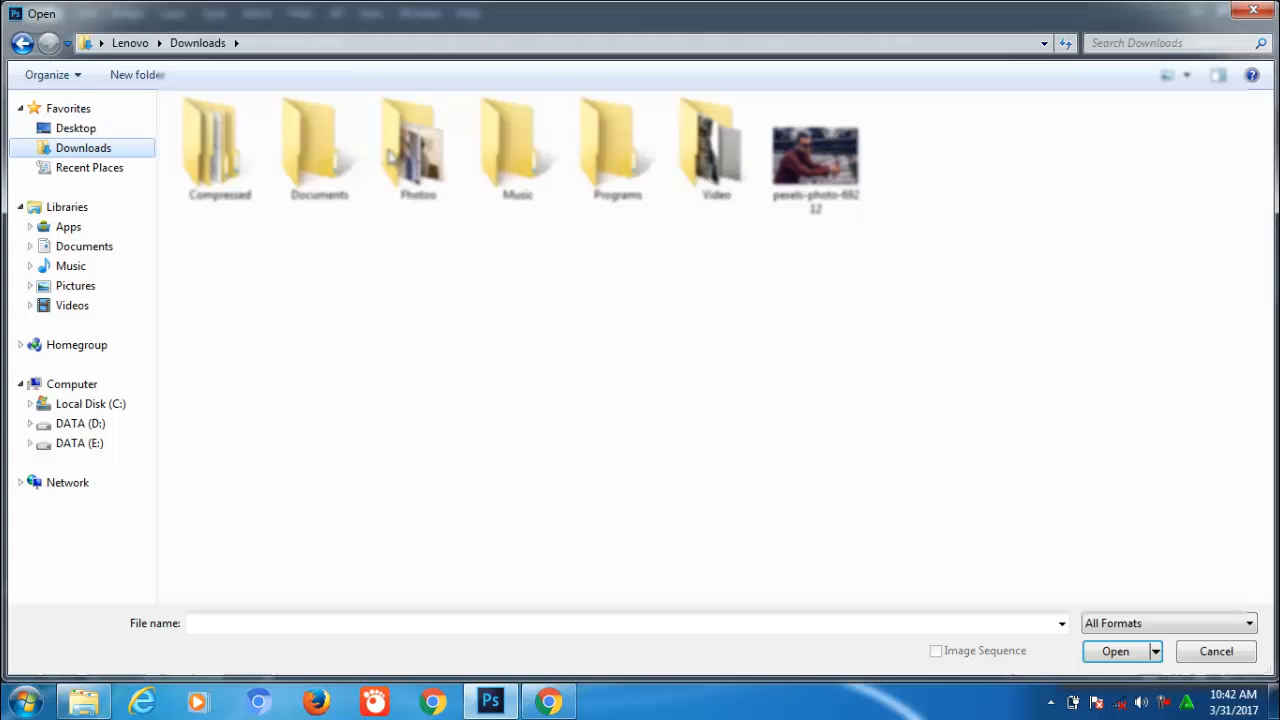 Open
Lenovo Downloads
Search Downloads
Organize New folder
Favorites
Desktop
Downloads
Recent Places
Libraries
Apps
Documents
Music
Pictures
Videos
Homegroup
Computer
Local Disk (C:)
DATA (D:)
DATA (E:)
Network
Compressed Documents Photos Music Programs Video pexels-photo-692
12
File name:
All Formats
Image Sequence
Open Cancel
Ps
10:42 AM
3/31/2017